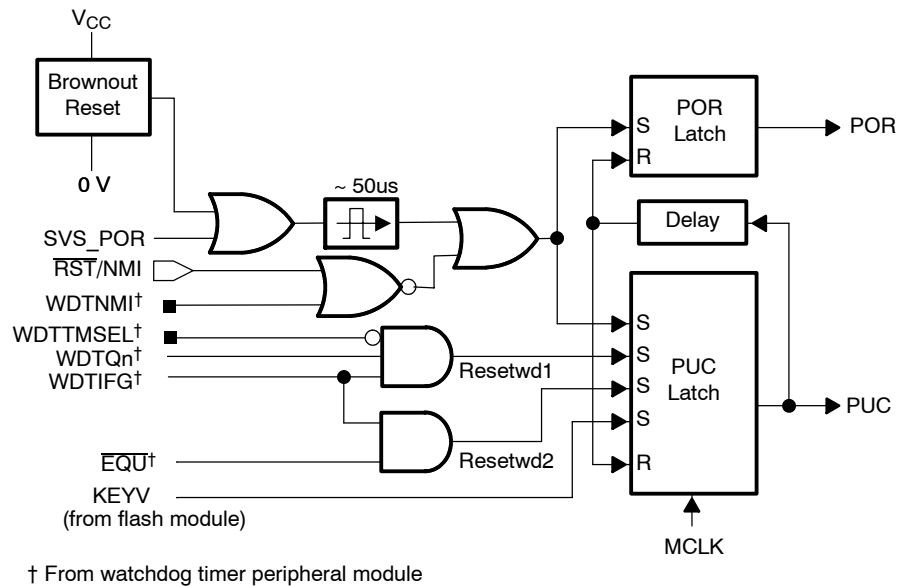 VCC
Brownout
Reset
0 V
~ 50us
SVS_POR
RST/NMI
WDTNMI†
WDTTMSEL†
WDTQn†
WDTIFG†
Resetwd1
EQU†
Resetwd2
KEYV
(from flash module)
S
R
POR
Latch
POR
Delay
S
S
S
S
R
PUC
Latch
PUC
MCLK
† From watchdog timer peripheral module